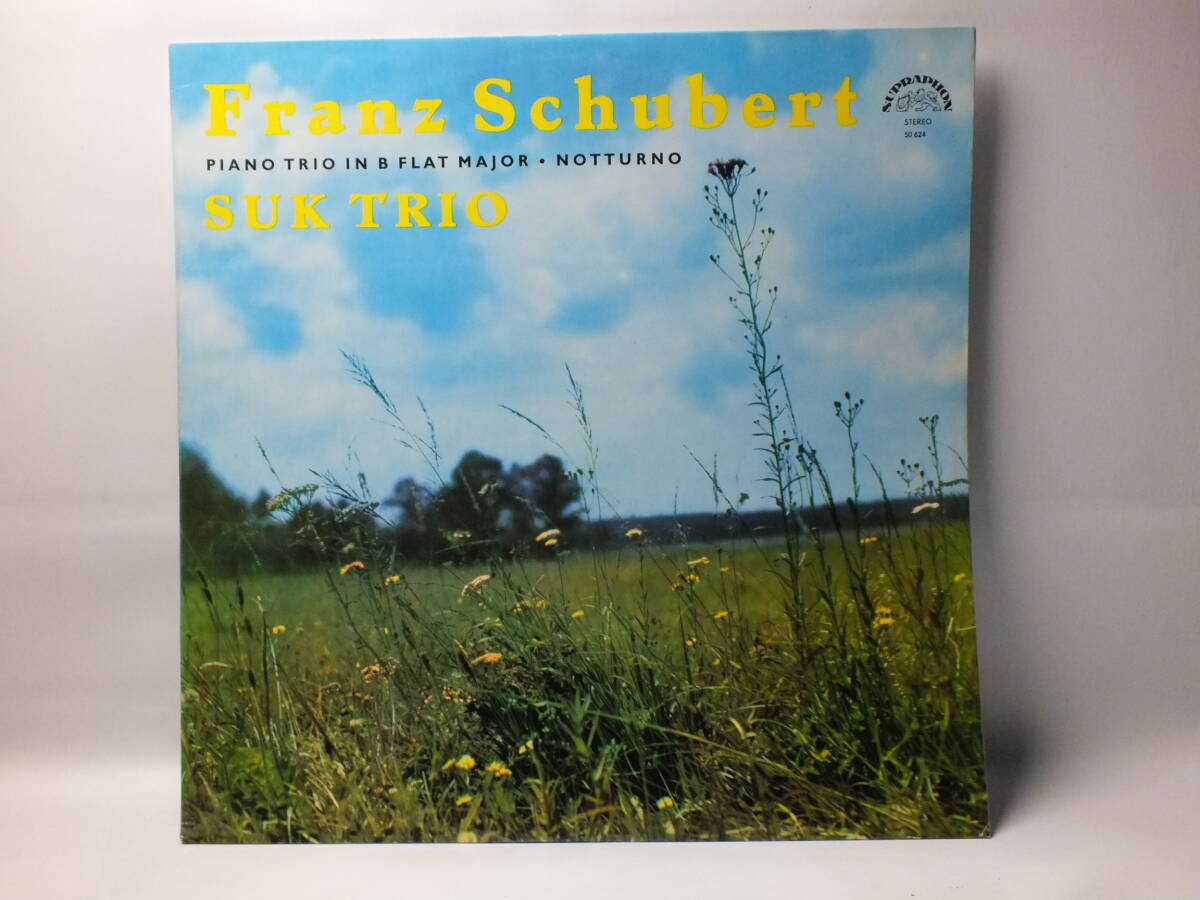 Franz Schubert
SUPRAPHON
STEREO
50 624
PIANO TRIO IN B FLAT MAJOR • NOTTURNO
SUK TRIO